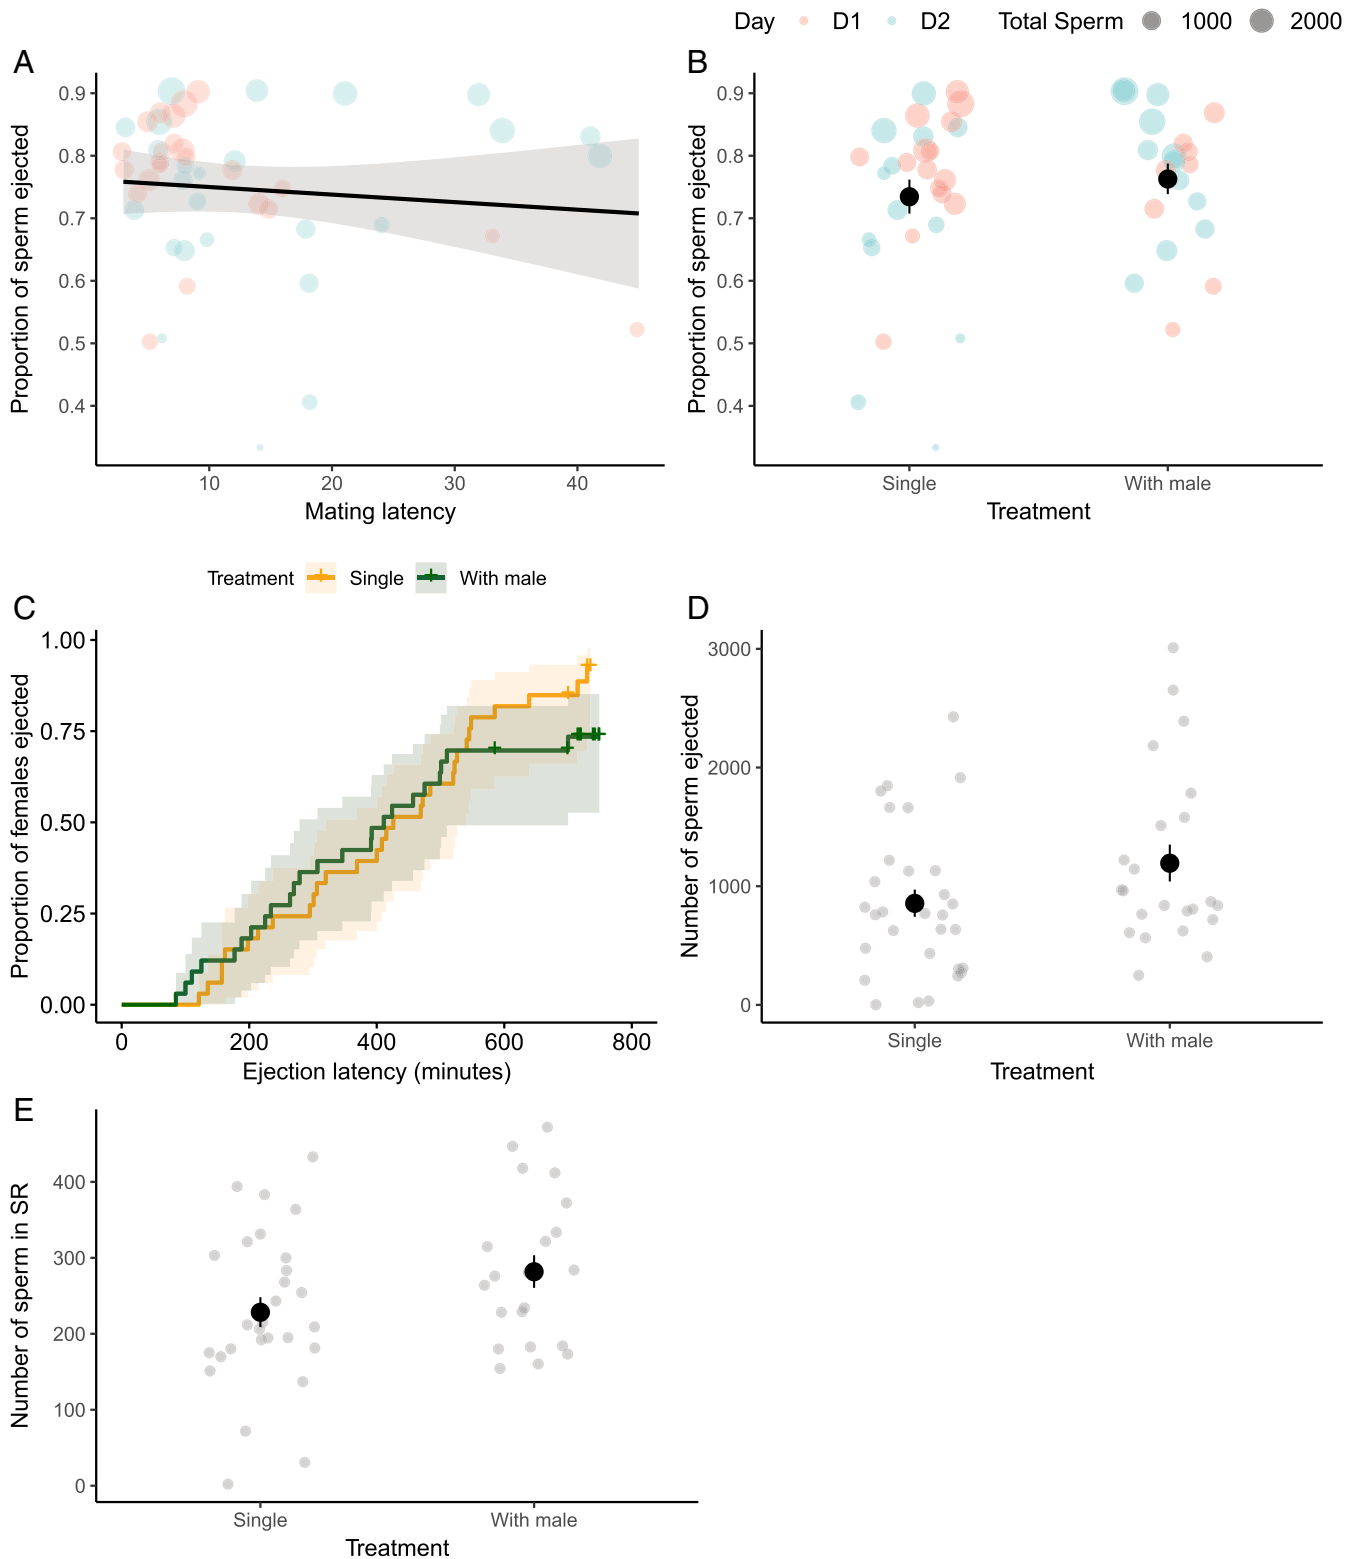 Day D1 D2 Total Sperm 1000 2000
A
0.9
0.8
0.7
0.6
0.5
0.4
Proportion of sperm ejected
10 20 30 40
Mating latency
B
0.9
0.8
0.7
0.6
0.5
0.4
Proportion of sperm ejected
Single With male
Treatment
Treatment Single With male
C
1.00
0.75
0.50
0.25
0.00
Proportion of females ejected
0 200 400 600 800
Ejection latency (minutes)
D
3000
2000
1000
0
Number of sperm ejected
Single With male
Treatment
E
400
300
200
100
0
Number of sperm in SR
Single With male
Treatment